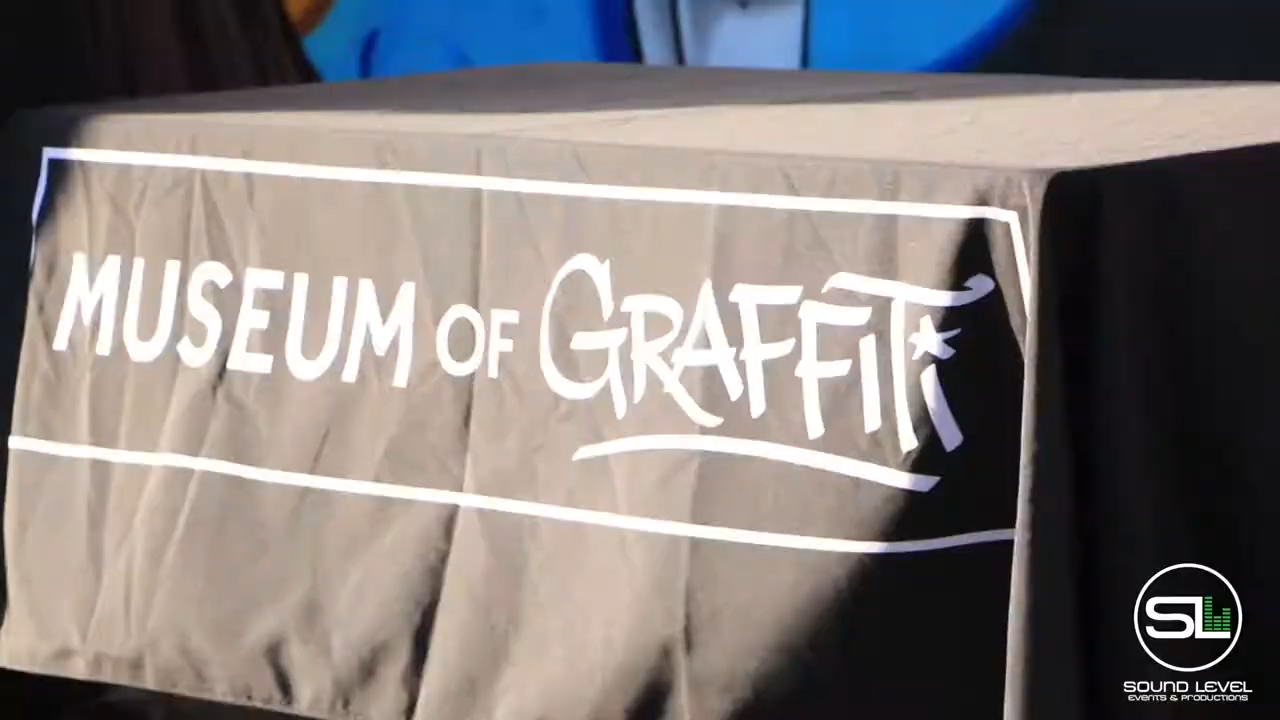 MUSEUM OF GRAFFITI
SL
SOUND LEVEL
EVENTS & PRODUCTIONS